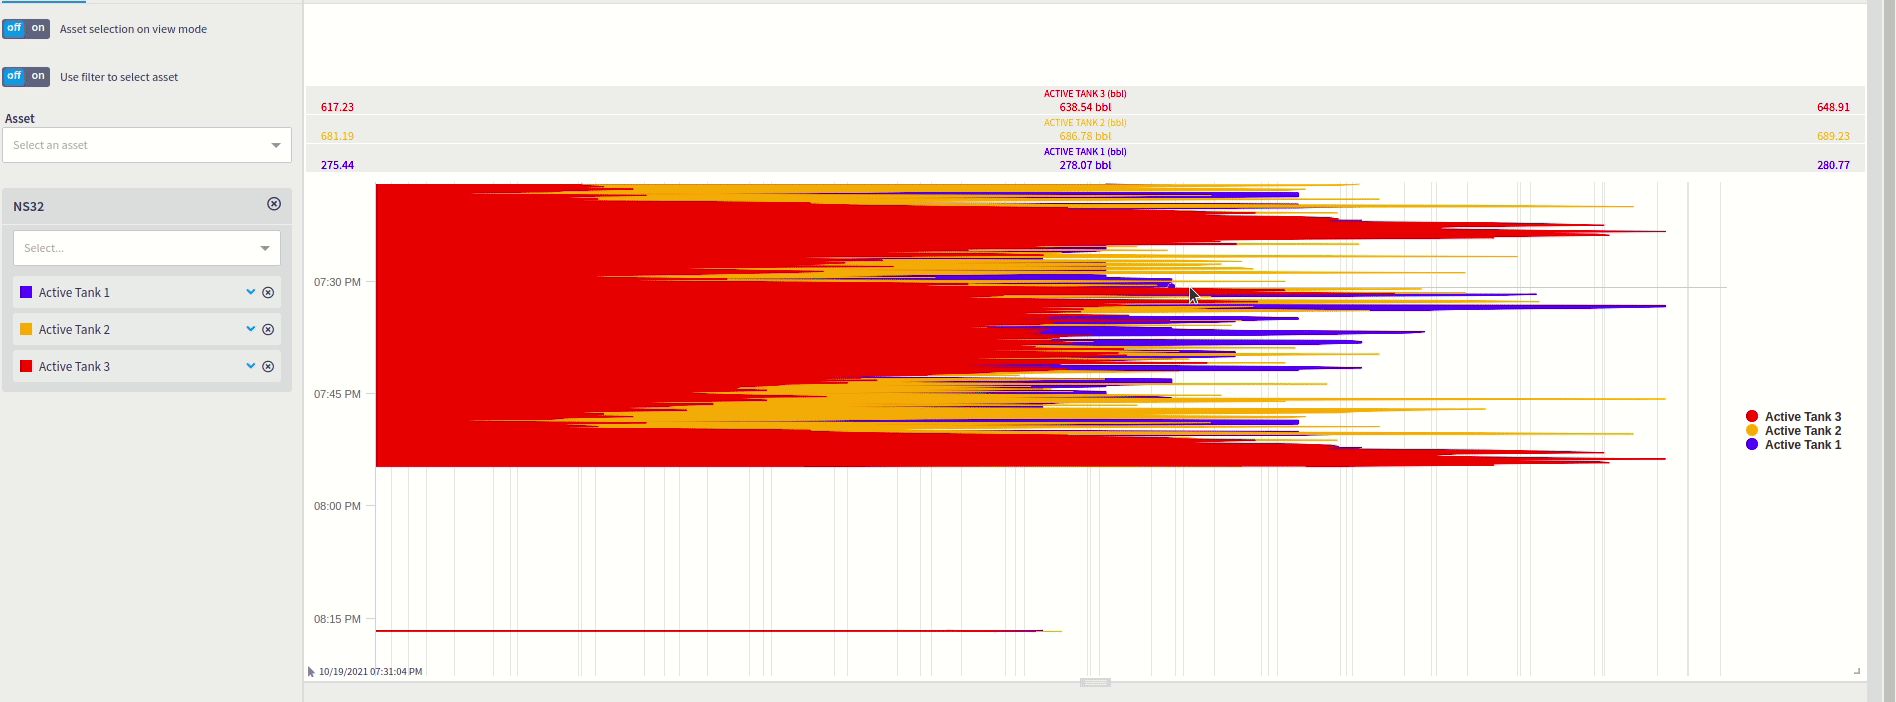 off on Asset selection on view mode
off on Use filter to select asset
Asset
Select an asset
NS32
Select...
Active Tank 1
Active Tank 2
Active Tank 3
ACTIVE TANK 3 (bbl)
617.23 638.54 bbl 648.91
ACTIVE TANK 2 (bbl)
681.19 686.78 bbl 689.23
ACTIVE TANK 1 (bbl)
275.44 278.07 bbl 280.77
07:30 PM
07:45 PM
08:00 PM
08:15 PM
Active Tank 3
Active Tank 2
Active Tank 1
10/19/2021 07:31:04 PM